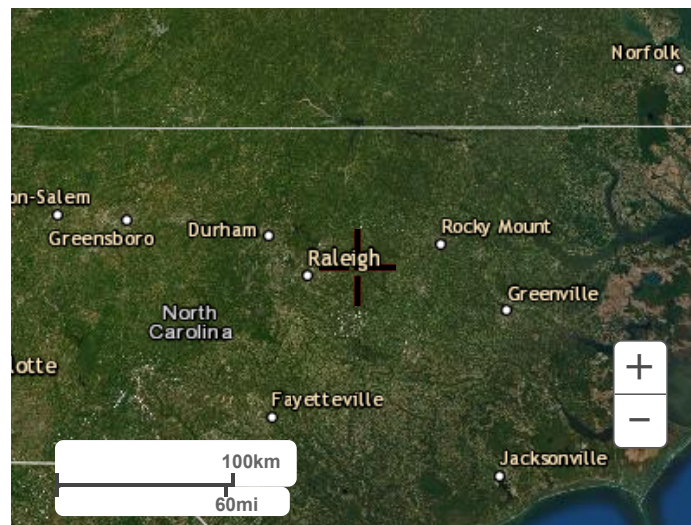 Norfolk
on-Salem
Greensboro
Durham
Rocky Mount
Raleigh
Greenville
North
Carolina
lotte
Fayetteville
Jacksonville
100km
60mi
+
−